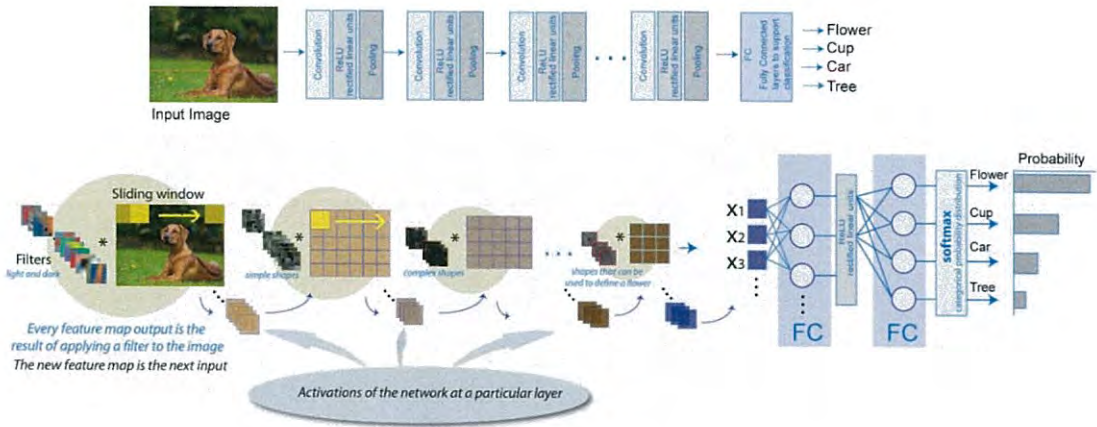 Input Image
Convolution
ReLU
rectified linear units
Pooling
Convolution
ReLU
rectified linear units
Pooling
Convolution
ReLU
rectified linear units
Pooling
Convolution
ReLU
rectified linear units
Pooling
FC
Fully Connected
layers to support
classification
Flower
Cup
Car
Tree
Sliding window
Filters
light and dark
*
simple shapes
*
complex shapes
*
shapes that can be
used to define a flower
*
Every feature map output is the
result of applying a filter to the image
The new feature map is the next input
Activations of the network at a particular layer
X1
X2
X3
FC
ReLU
rectified linear units
FC
softmax
categorical probability distribution
Probability
Flower
Cup
Car
Tree